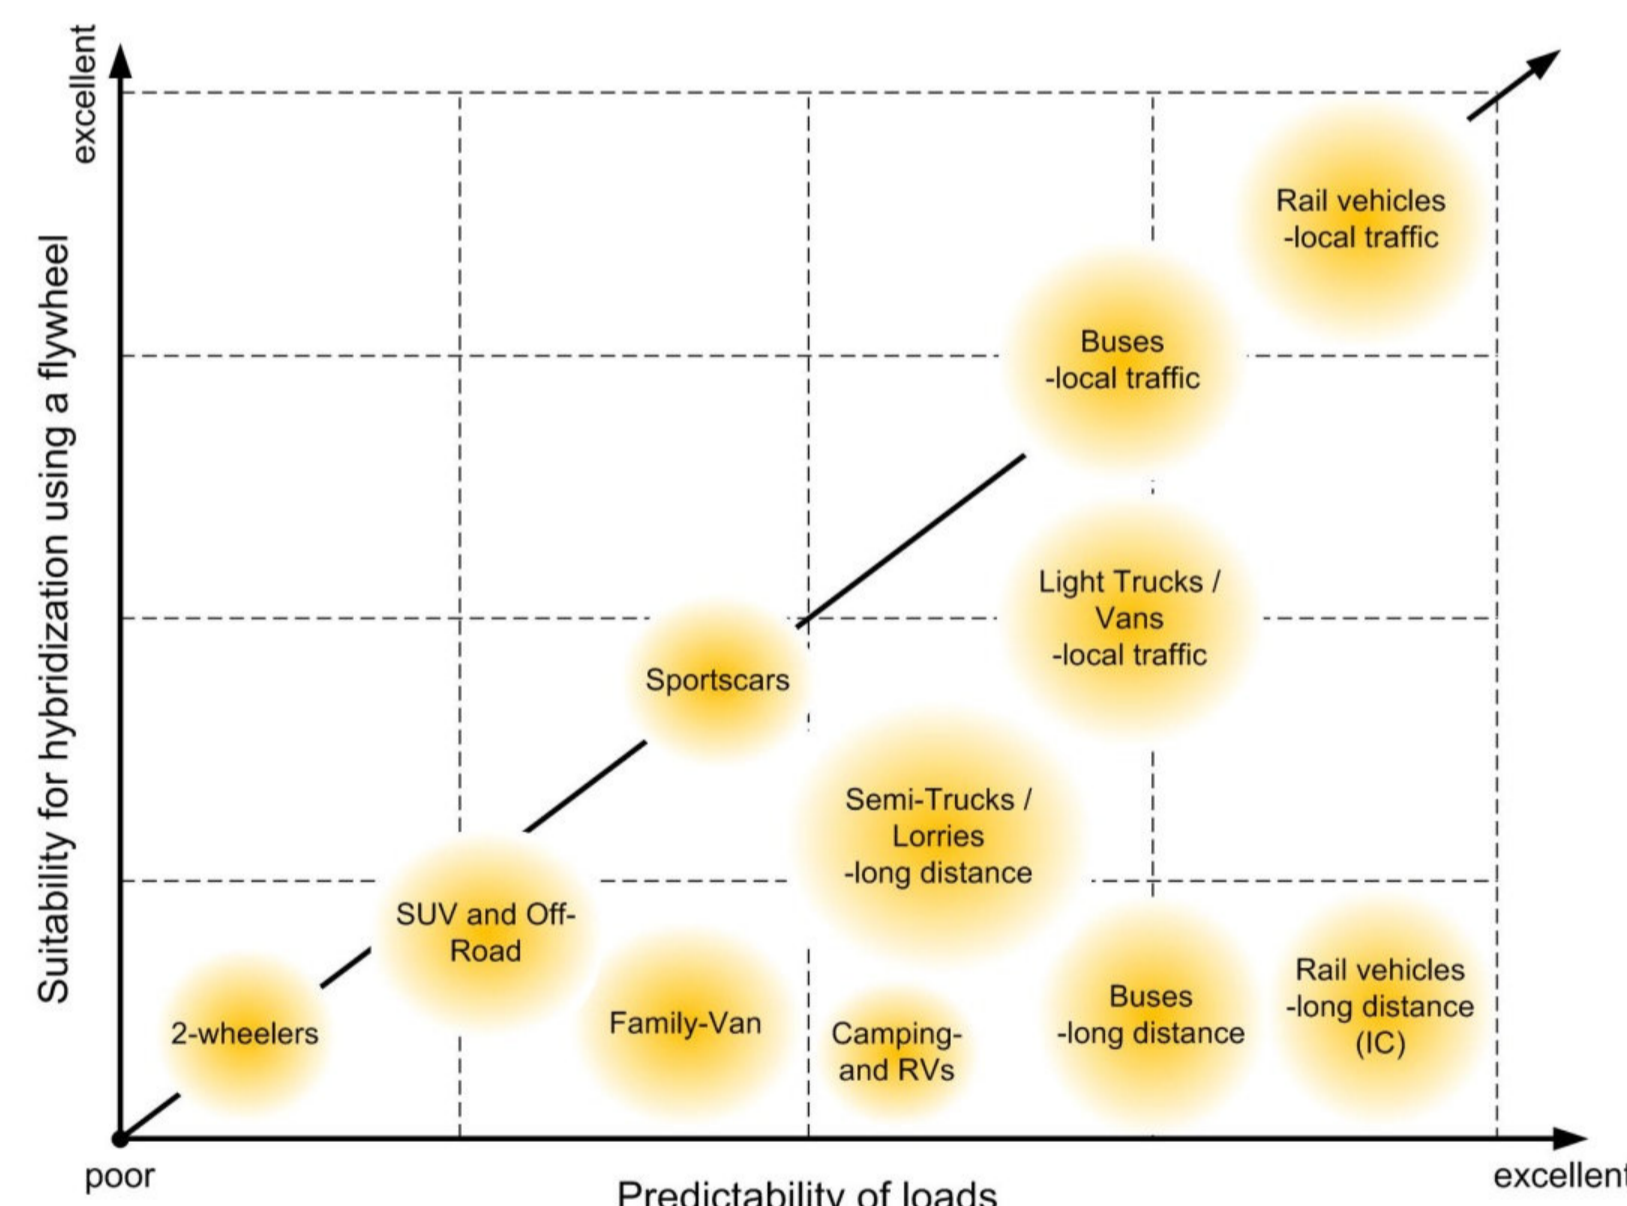 excellent
Suitability for hybridization using a flywheel
Rail vehicles
-local traffic
Buses
-local traffic
Light Trucks /
Vans
-local traffic
Sportscars
Semi-Trucks /
Lorries
-long distance
SUV and Off-
Road
2-wheelers
Family-Van
Camping-
and RVs
Buses
-long distance
Rail vehicles
-long distance
(IC)
poor
excellent
Predictability of loads